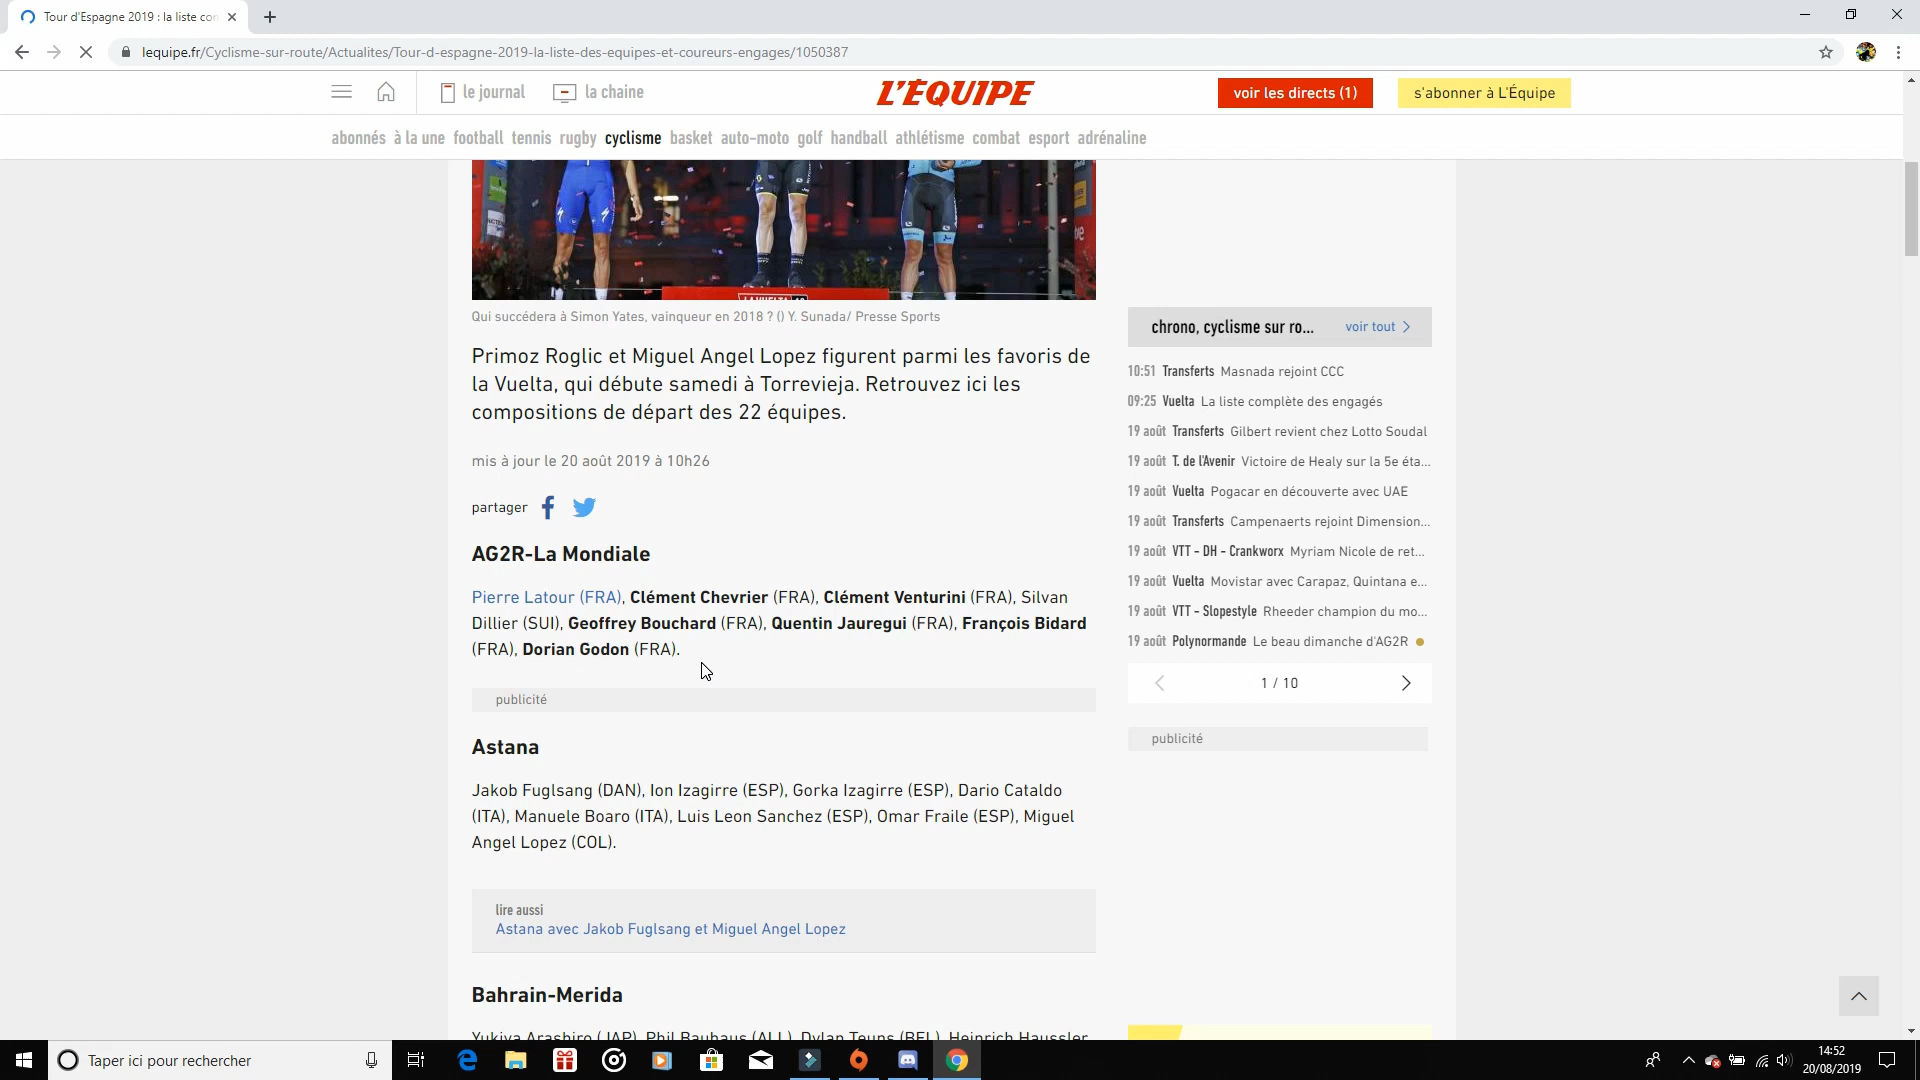 Tour d'Espagne 2019 : la liste con
lequipe.fr/Cyclisme-sur-route/Actualites/Tour-d-espagne-2019-la-liste-des-equipes-et-coureurs-engages/1050387
le journal
la chaine
L'ÉQUIPE
voir les directs (1)
s'abonner à L'Équipe
abonnés à la une football tennis rugby cyclisme basket auto-moto golf handball athlétisme combat esport adrénaline
LA VUELTA
Qui succédera à Simon Yates, vainqueur en 2018 ? () Y. Sunada/ Presse Sports
Primoz Roglic et Miguel Angel Lopez figurent parmi les favoris de
la Vuelta, qui débute samedi à Torrevieja. Retrouvez ici les
compositions de départ des 22 équipes.
mis à jour le 20 août 2019 à 10h26
partager
AG2R-La Mondiale
Pierre Latour (FRA), Clément Chevrier (FRA), Clément Venturini (FRA), Silvan
Dillier (SUI), Geoffrey Bouchard (FRA), Quentin Jauregui (FRA), François Bidard
(FRA), Dorian Godon (FRA).
publicité
Astana
Jakob Fuglsang (DAN), Ion Izagirre (ESP), Gorka Izagirre (ESP), Dario Cataldo
(ITA), Manuele Boaro (ITA), Luis Leon Sanchez (ESP), Omar Fraile (ESP), Miguel
Angel Lopez (COL).
lire aussi
Astana avec Jakob Fuglsang et Miguel Angel Lopez
Bahrain-Merida
Yukiya Arashiro (JAP), Phil Bauhaus (ALL), Dylan Teuns (BEL), Heinrich Haussler
chrono, cyclisme sur ro...
voir tout
10:51 Transferts Masnada rejoint CCC
09:25 Vuelta La liste complète des engagés
19 août Transferts Gilbert revient chez Lotto Soudal
19 août T. de l'Avenir Victoire de Healy sur la 5e éta...
19 août Vuelta Pogacar en découverte avec UAE
19 août Transferts Campenaerts rejoint Dimension...
19 août VTT - DH - Crankworx Myriam Nicole de ret...
19 août Vuelta Movistar avec Carapaz, Quintana e...
19 août VTT - Slopestyle Rheeder champion du mo...
19 août Polynormande Le beau dimanche d'AG2R
1 / 10
publicité
Taper ici pour rechercher
14:52
20/08/2019